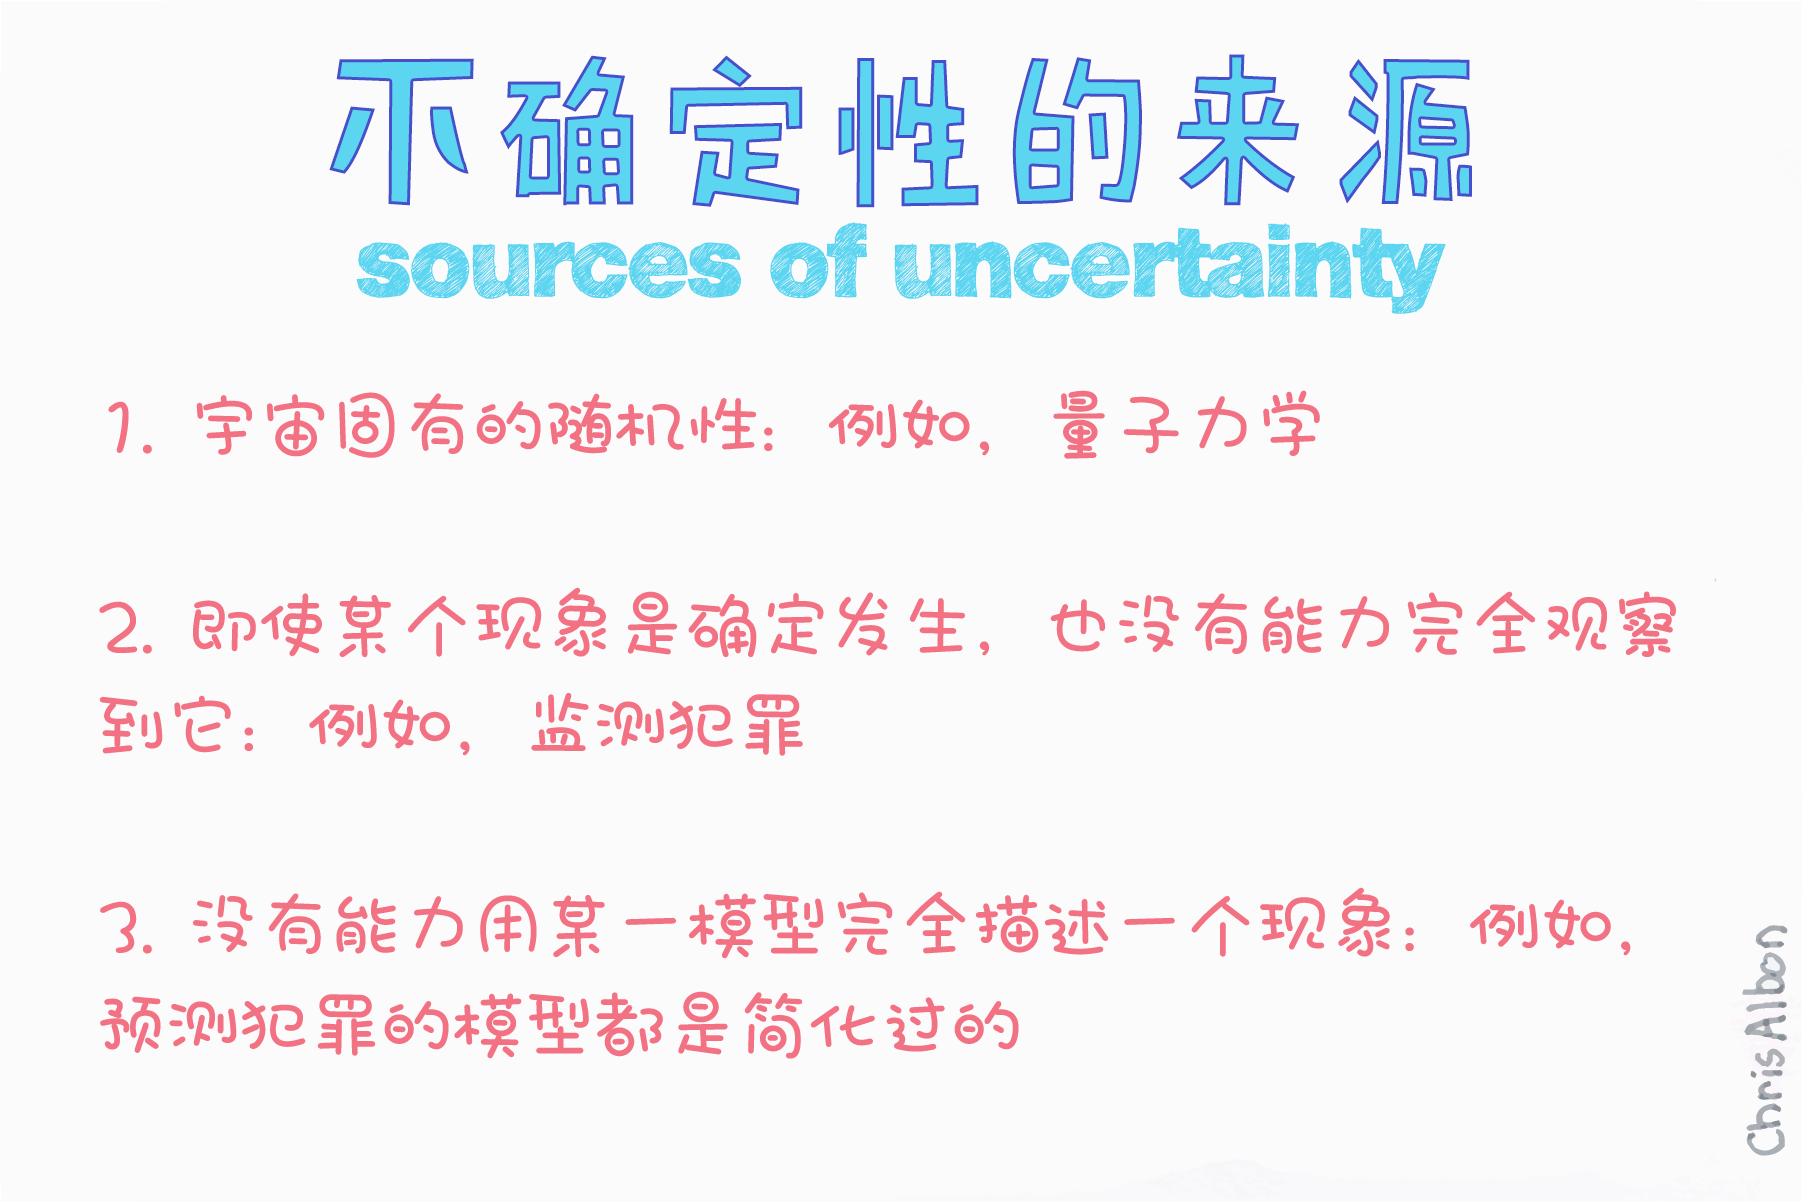 不确定性的来源
sources of uncertainty
1. 宇宙固有的随机性：例如，量子力学
2. 即使某个现象是确定发生，也没有能力完全观察
到它：例如，监测犯罪
3. 没有能力用某一模型完全描述一个现象：例如，
预测犯罪的模型都是简化过的
Chris Albon